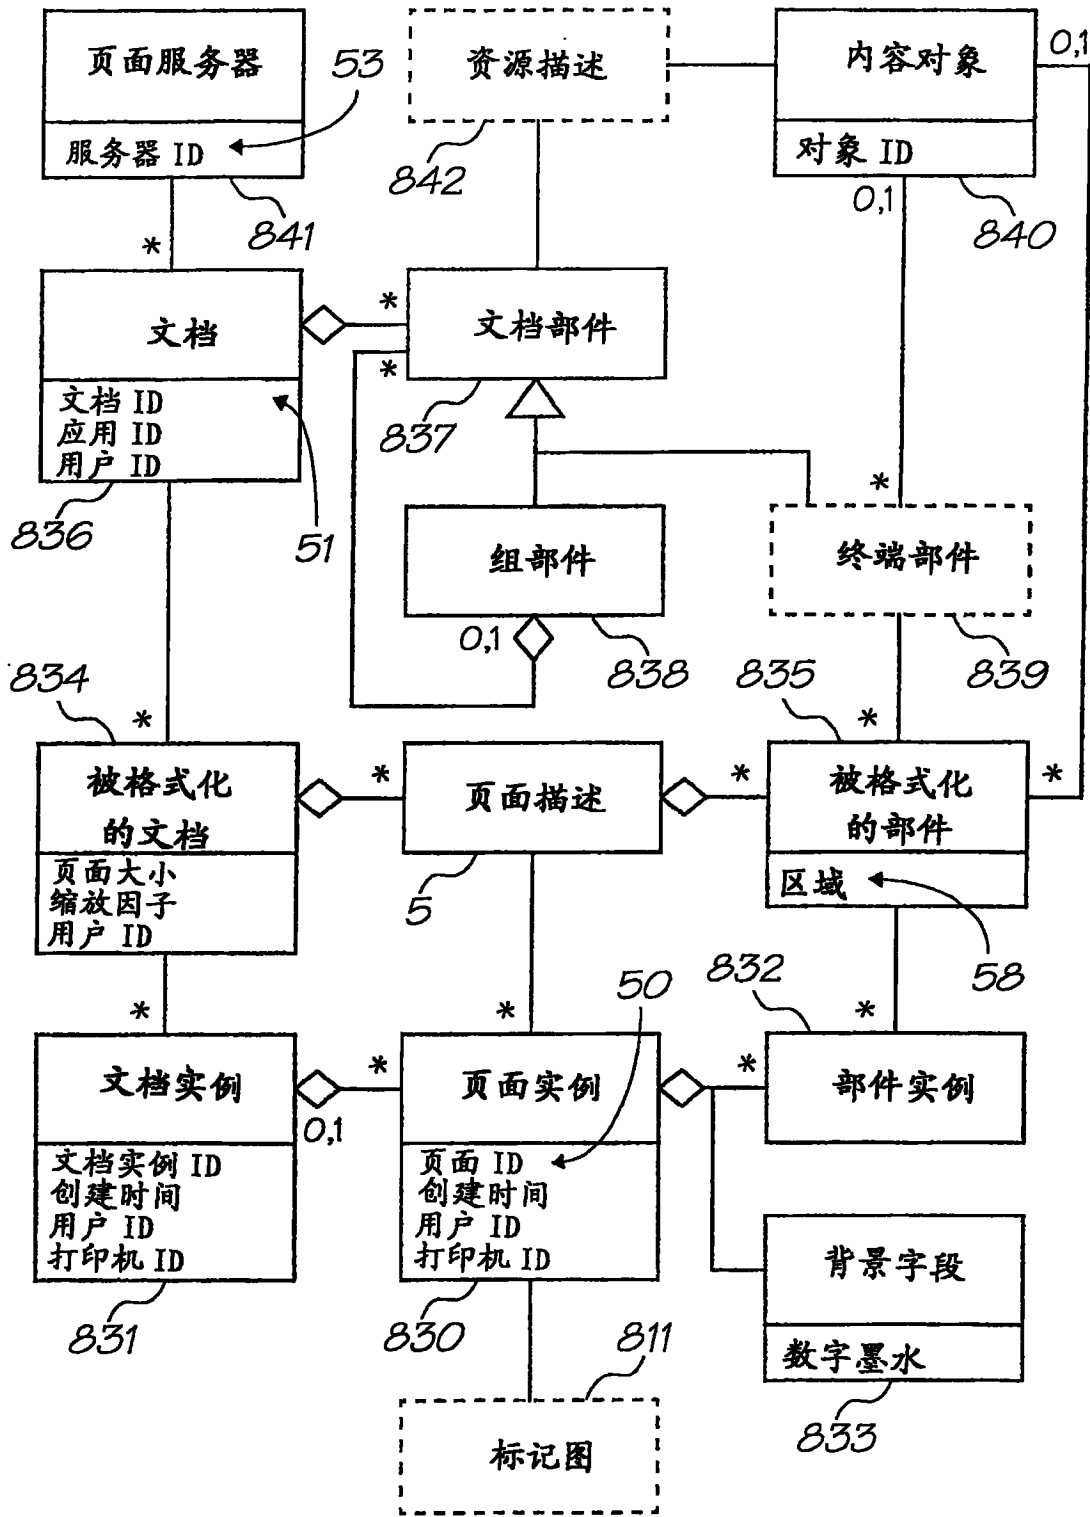 页面服务器
53
服务器 ID
841
资源描述
842
内容对象
0,1
对象 ID
0,1
840
*
文档
*
文档部件
*
文档 ID
应用 ID
用户 ID
836
51
837
*
组部件
终端部件
0,1
838
839
834
835
*
*
被格式化
的文档
*
页面描述
*
被格式化
的部件
*
页面大小
缩放因子
用户 ID
5
区域
58
832
50
*
*
*
文档实例
*
0,1
页面实例
*
部件实例
文档实例 ID
创建时间
用户 ID
打印机 ID
831
页面 ID
创建时间
用户 ID
打印机 ID
830
背景字段
数字墨水
833
811
标记图